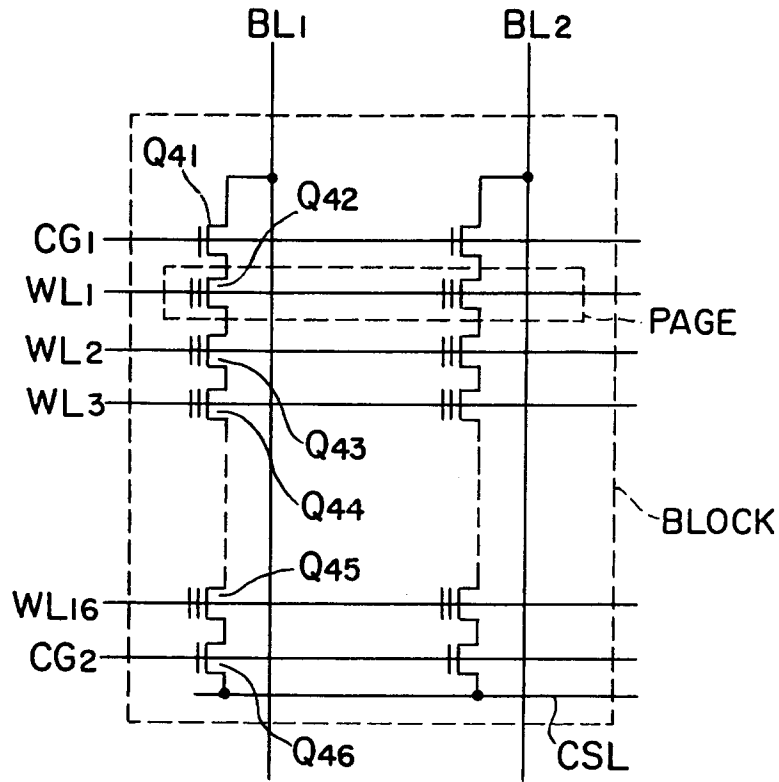 BL1 BL2
Q41
Q42
CG1
WL1
PAGE
WL2
WL3
Q43
Q44
BLOCK
Q45
WL16
CG2
Q46
CSL